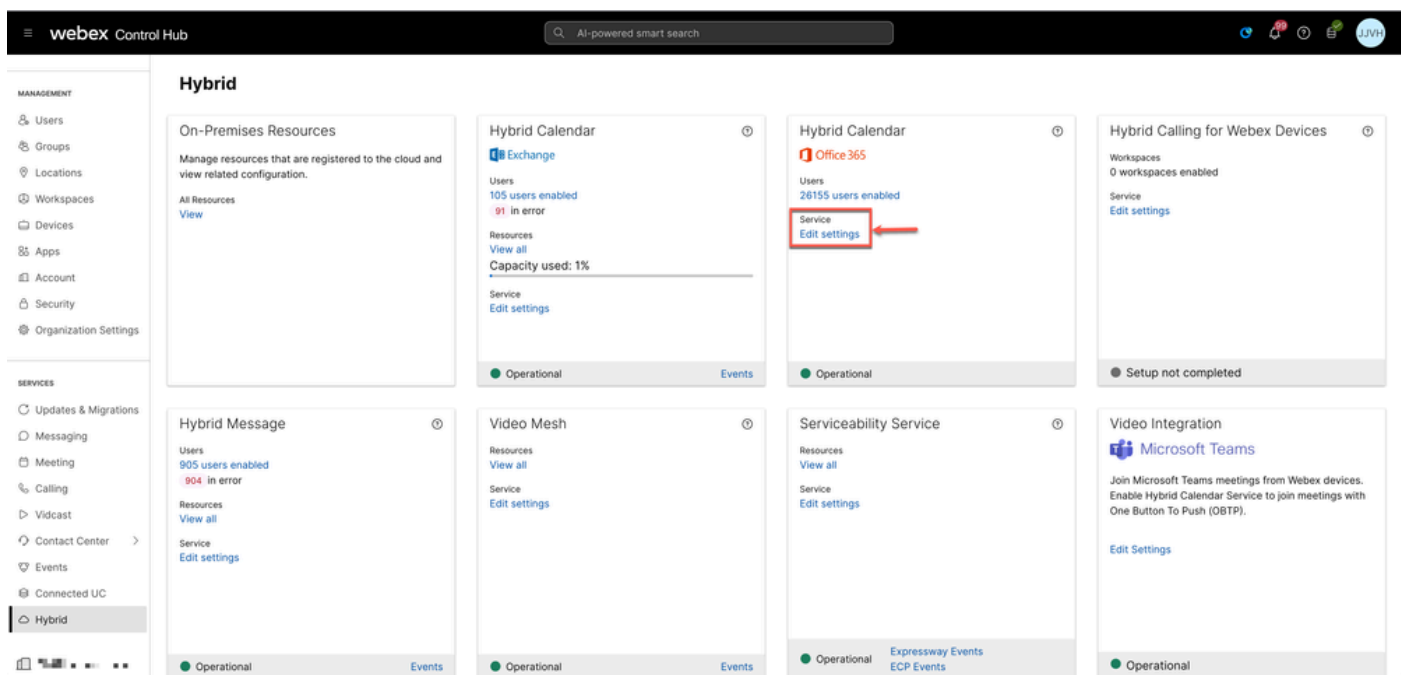 webex Control Hub
AI-powered smart search
99
JJVH
MANAGEMENT
Users
Groups
Locations
Workspaces
Devices
Apps
Account
Security
Organization Settings
SERVICES
Updates & Migrations
Messaging
Meeting
Calling
Vidcast
Contact Center
Events
Connected UC
Hybrid
Hybrid
On-Premises Resources
Manage resources that are registered to the cloud and
view related configuration.
All Resources
View
Hybrid Calendar
Exchange
Users
105 users enabled
91 in error
Resources
View all
Capacity used: 1%
Service
Edit settings
Operational
Events
Hybrid Calendar
Office 365
Users
26155 users enabled
Service
Edit settings
Operational
Hybrid Calling for Webex Devices
Workspaces
0 workspaces enabled
Service
Edit settings
Setup not completed
Hybrid Message
Users
905 users enabled
904 in error
Resources
View all
Service
Edit settings
Operational
Events
Video Mesh
Resources
View all
Service
Edit settings
Operational
Events
Serviceability Service
Resources
View all
Service
Edit settings
Operational
Expressway Events
ECP Events
Video Integration
Microsoft Teams
Join Microsoft Teams meetings from Webex devices.
Enable Hybrid Calendar Service to join meetings with
One Button To Push (OBTP).
Edit Settings
Operational